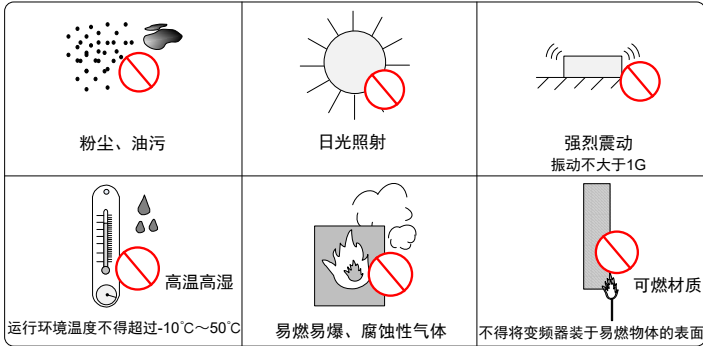 粉尘、油污
日光照射
强烈震动
振动不大于1G
高温高湿
运行环境温度不得超过-10℃～50℃
易燃易爆、腐蚀性气体
可燃材质
不得将变频器装于易燃物体的表面